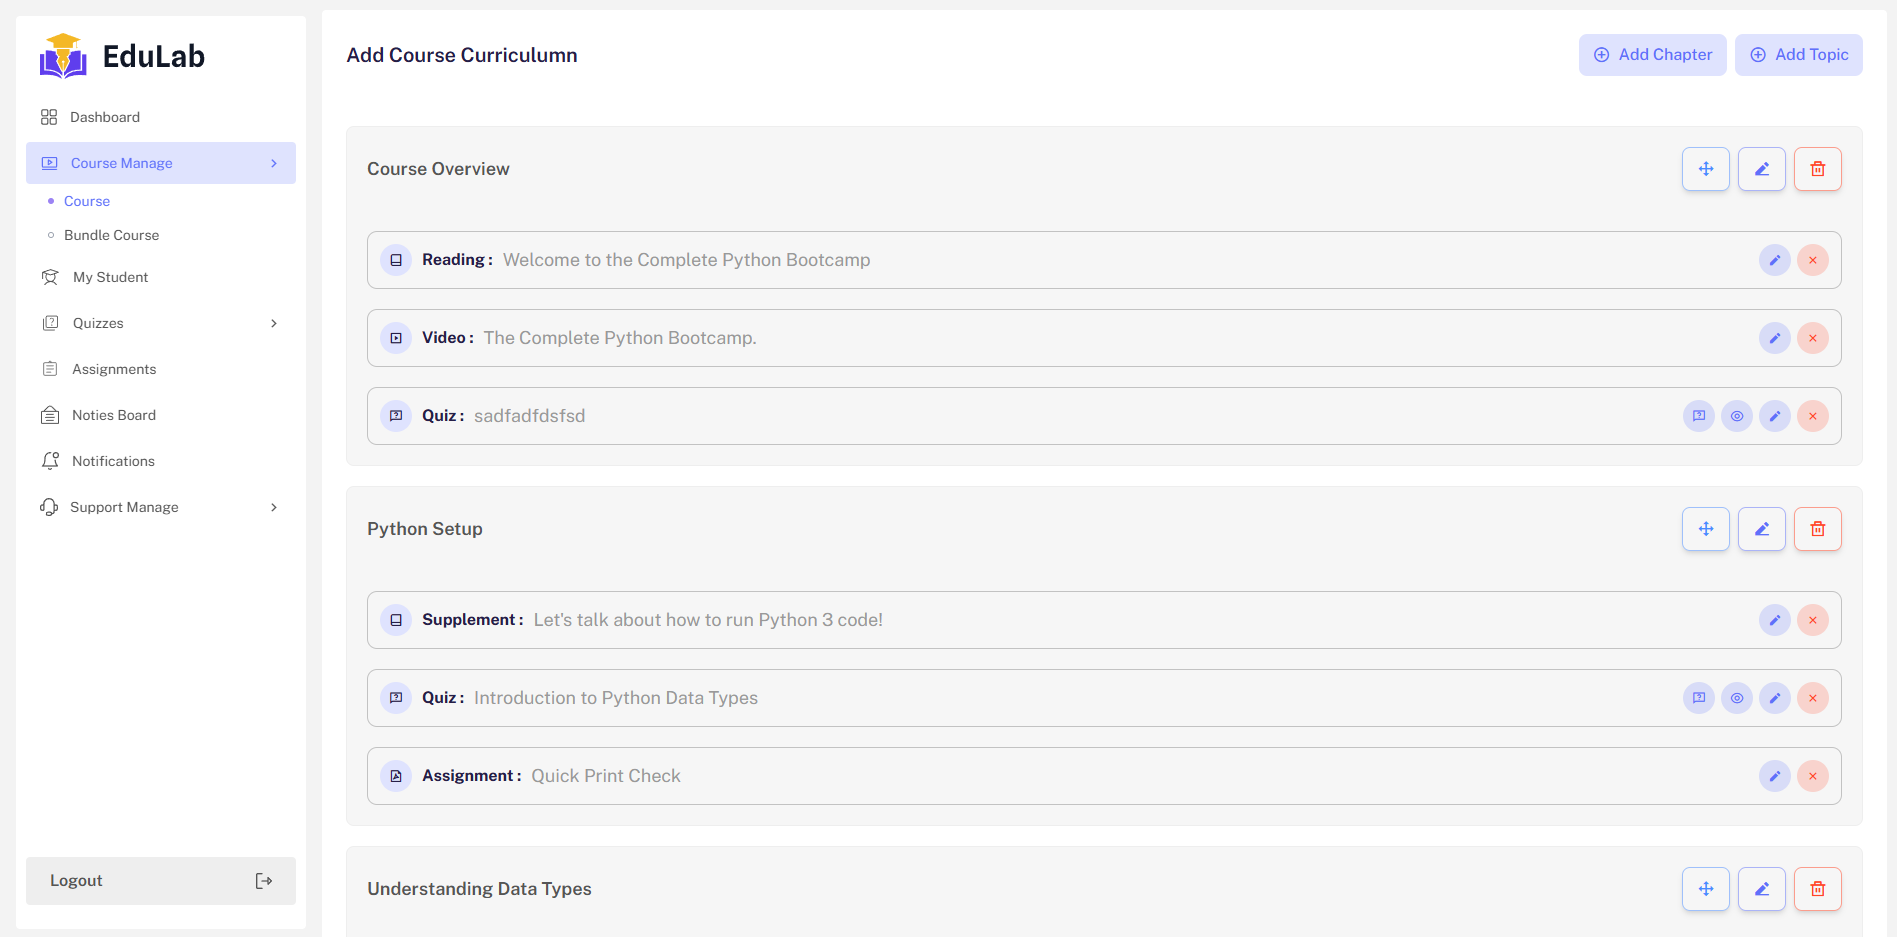 EduLab
Dashboard
Course Manage
Course
Bundle Course
My Student
Quizzes
Assignments
Noties Board
Notifications
Support Manage
Logout
Add Course Curriculumn
Add Chapter
Add Topic
Course Overview
Reading : Welcome to the Complete Python Bootcamp
Video : The Complete Python Bootcamp.
Quiz : sadfadfdsfsd
Python Setup
Supplement : Let's talk about how to run Python 3 code!
Quiz : Introduction to Python Data Types
Assignment : Quick Print Check
Understanding Data Types